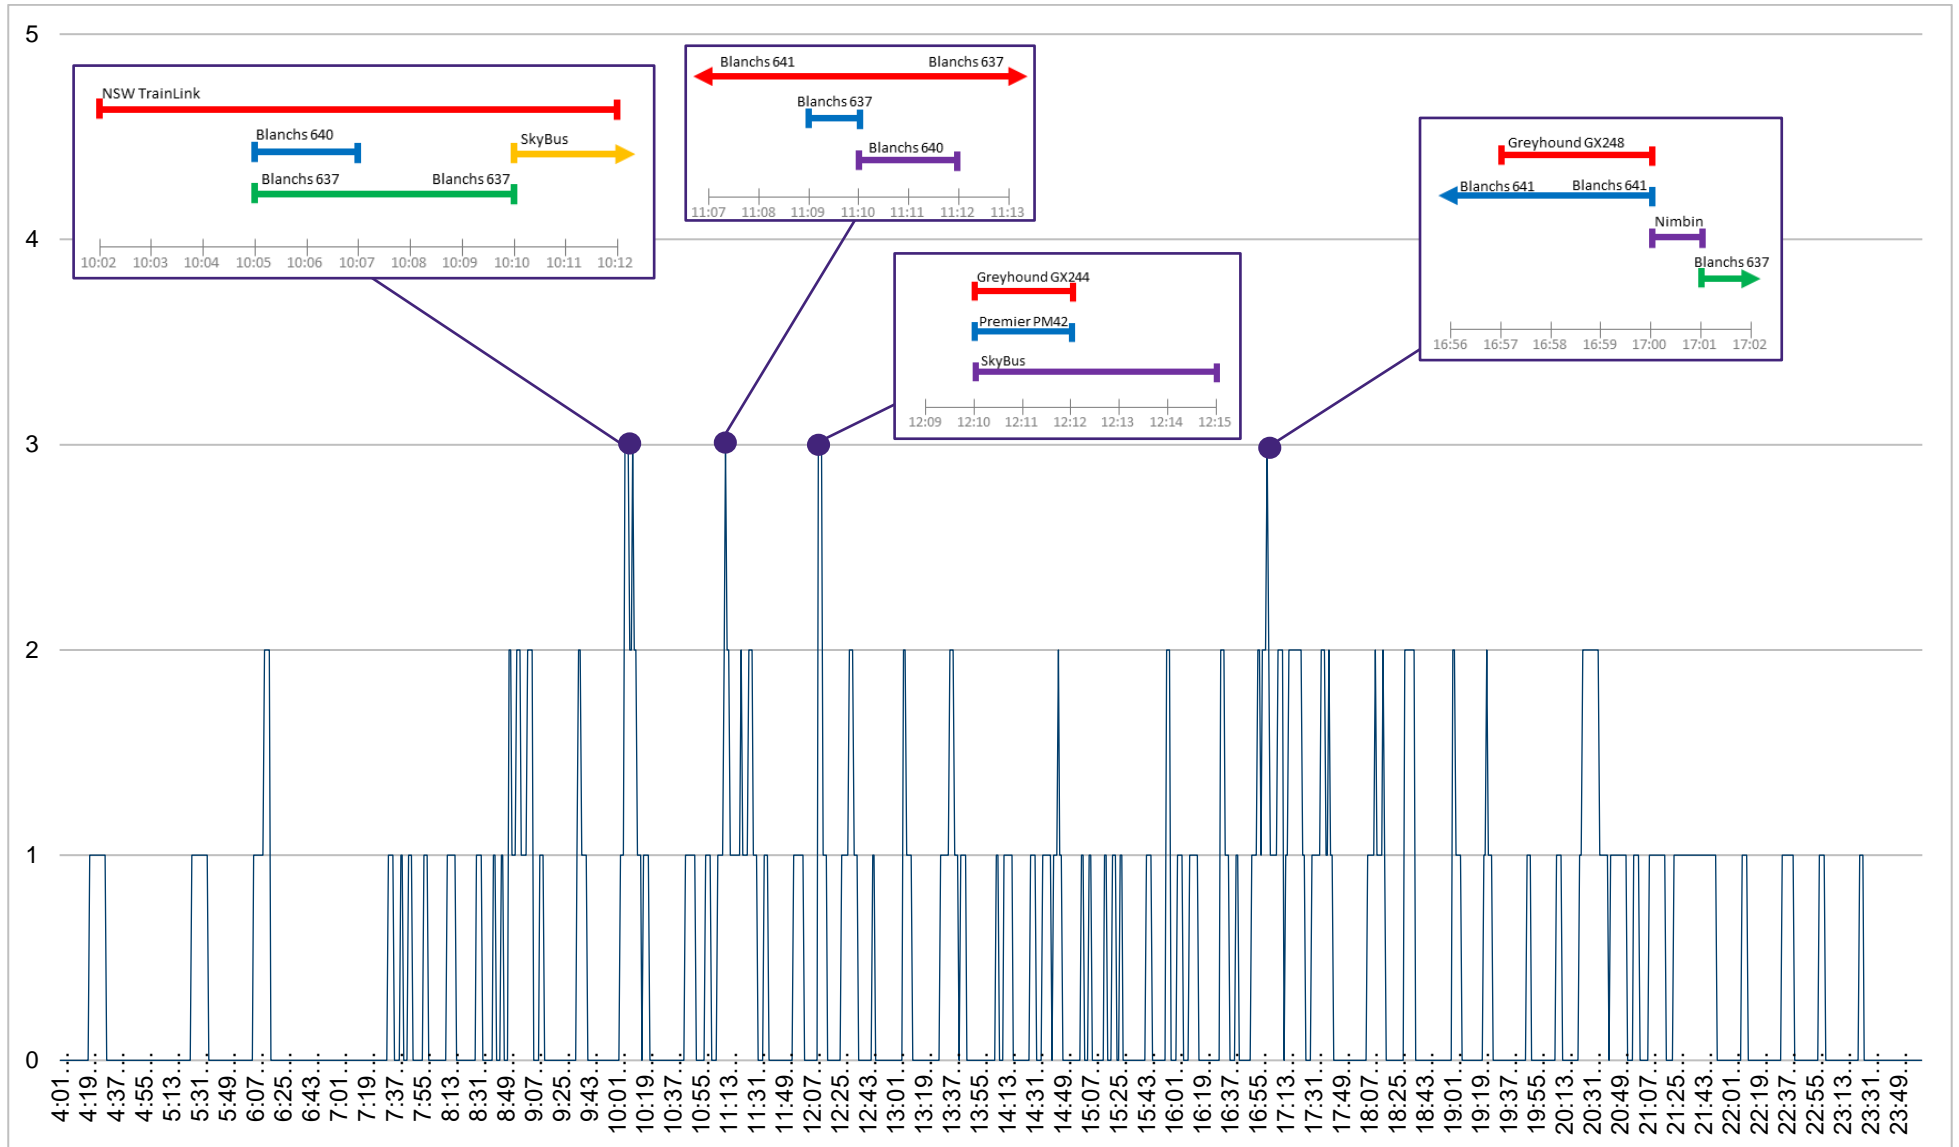 5
4
3
2
1
0
NSW TrainLink
Blanchs 640
SkyBus
Blanchs 637 Blanchs 637
10:02 10:03 10:04 10:05 10:06 10:07 10:08 10:09 10:10 10:11 10:12
Blanchs 641 Blanchs 637
Blanchs 637
Blanchs 640
11:07 11:08 11:09 11:10 11:11 11:12 11:13
Greyhound GX244
Premier PM42
SkyBus
12:09 12:10 12:11 12:12 12:13 12:14 12:15
Greyhound GX248
Blanchs 641 Blanchs 641
Nimbin
Blanchs 637
16:56 16:57 16:58 16:59 17:00 17:01 17:02
4:01 4:19 4:37 4:55 5:13 5:31 5:49 6:07 6:25 6:43 7:01 7:19 7:37 7:55 8:13 8:31 8:49 9:07 9:25 9:43 10:01 10:19 10:37 10:55 11:13 11:31 11:49 12:07 12:25 12:43 13:01 13:19 13:37 13:55 14:13 14:31 14:49 15:07 15:25 15:43 16:01 16:19 16:37 16:55 17:13 17:31 17:49 18:07 18:25 18:43 19:01 19:19 19:37 19:55 20:13 20:31 20:49 21:07 21:25 21:43 22:01 22:19 22:37 22:55 23:13 23:31 23:49